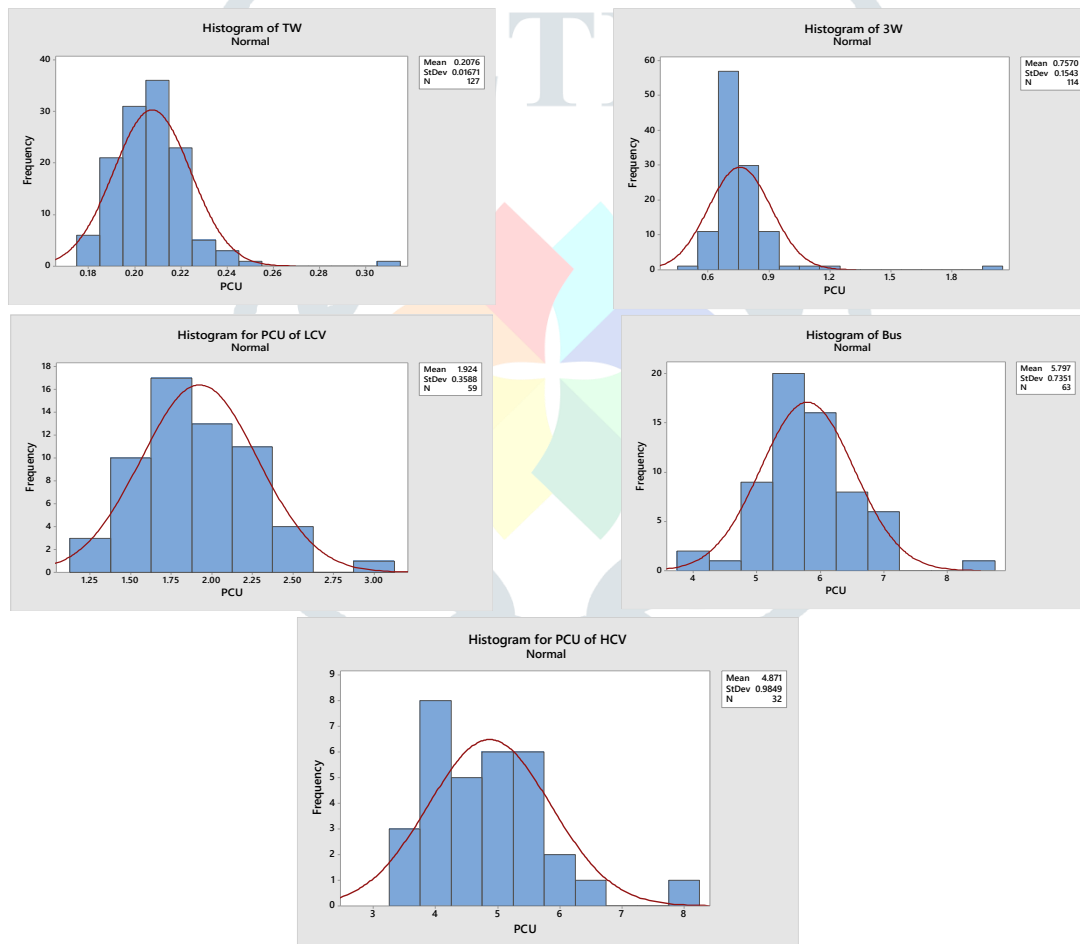 Histogram of TW
Normal
Mean 0.2076
StDev 0.01671
N 127
40
30
20
10
0
Frequency
0.18 0.20 0.22 0.24 0.26 0.28 0.30
PCU
Histogram of 3W
Normal
Mean 0.7570
StDev 0.1543
N 114
60
50
40
30
20
10
0
Frequency
0.6 0.9 1.2 1.5 1.8
PCU
Histogram for PCU of LCV
Normal
Mean 1.924
StDev 0.3588
N 59
18
16
14
12
10
8
6
4
2
0
Frequency
1.25 1.50 1.75 2.00 2.25 2.50 2.75 3.00
PCU
Histogram of Bus
Normal
Mean 5.797
StDev 0.7351
N 63
20
15
10
5
0
Frequency
4 5 6 7 8
PCU
Histogram for PCU of HCV
Normal
Mean 4.871
StDev 0.9849
N 32
9
8
7
6
5
4
3
2
1
0
Frequency
3 4 5 6 7 8
PCU